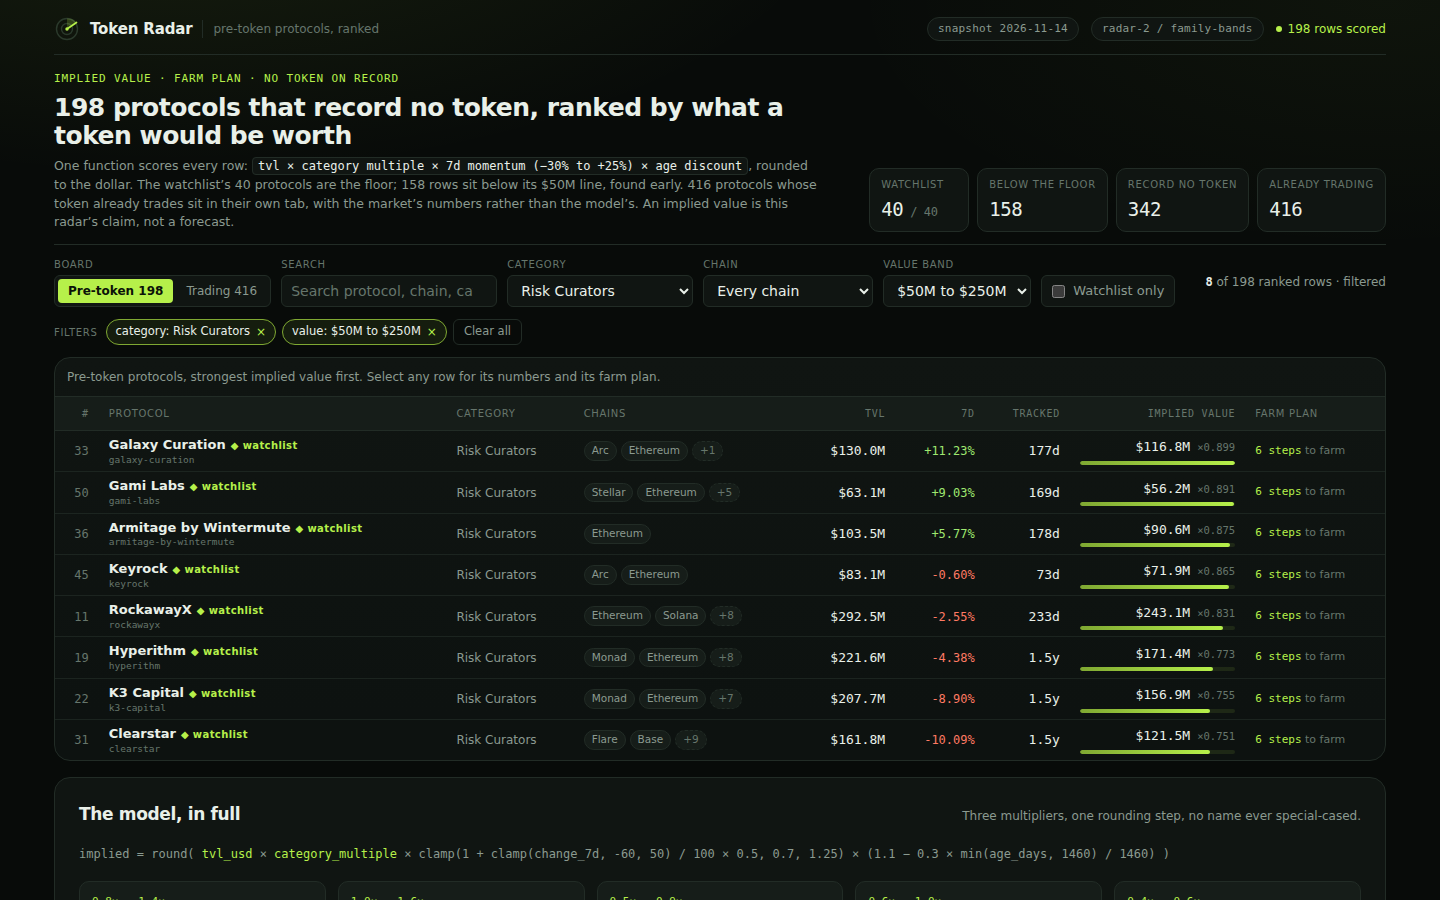 Token Radar pre-token protocols, ranked snapshot 2026-11-14 radar-2 / family-bands 198 rows scored
IMPLIED VALUE · FARM PLAN · NO TOKEN ON RECORD
198 protocols that record no token, ranked by what a
token would be worth
One function scores every row: tvl × category multiple × 7d momentum (−30% to +25%) × age discount, rounded
to the dollar. The watchlist’s 40 protocols are the floor; 158 rows sit below its $50M line, found early. 416 protocols whose
token already trades sit in their own tab, with the market’s numbers rather than the model’s. An implied value is this
radar’s claim, not a forecast.
WATCHLIST BELOW THE FLOOR RECORD NO TOKEN ALREADY TRADING
40 / 40 158 342 416
BOARD SEARCH CATEGORY CHAIN VALUE BAND
Pre-token 198 Trading 416 Search protocol, chain, ca Risk Curators Every chain $50M to $250M Watchlist only 8 of 198 ranked rows · filtered
FILTERS category: Risk Curators × value: $50M to $250M × Clear all
Pre-token protocols, strongest implied value first. Select any row for its numbers and its farm plan.
# PROTOCOL CATEGORY CHAINS TVL 7D TRACKED IMPLIED VALUE FARM PLAN
33 Galaxy Curation ◆ watchlist Risk Curators Arc Ethereum +1 $130.0M +11.23% 177d $116.8M ×0.899 6 steps to farm
galaxy-curation
50 Gami Labs ◆ watchlist Risk Curators Stellar Ethereum +5 $63.1M +9.03% 169d $56.2M ×0.891 6 steps to farm
gami-labs
36 Armitage by Wintermute ◆ watchlist Risk Curators Ethereum $103.5M +5.77% 178d $90.6M ×0.875 6 steps to farm
armitage-by-wintermute
45 Keyrock ◆ watchlist Risk Curators Arc Ethereum $83.1M -0.60% 73d $71.9M ×0.865 6 steps to farm
keyrock
11 RockawayX ◆ watchlist Risk Curators Ethereum Solana +8 $292.5M -2.55% 233d $243.1M ×0.831 6 steps to farm
rockawayx
19 Hyperithm ◆ watchlist Risk Curators Monad Ethereum +8 $221.6M -4.38% 1.5y $171.4M ×0.773 6 steps to farm
hyperithm
22 K3 Capital ◆ watchlist Risk Curators Monad Ethereum +7 $207.7M -8.90% 1.5y $156.9M ×0.755 6 steps to farm
k3-capital
31 Clearstar ◆ watchlist Risk Curators Flare Base +9 $161.8M -10.09% 1.5y $121.5M ×0.751 6 steps to farm
clearstar
The model, in full Three multipliers, one rounding step, no name ever special-cased.
implied = round( tvl_usd × category_multiple × clamp(1 + clamp(change_7d, -60, 50) / 100 × 0.5, 0.7, 1.25) × (1.1 − 0.3 × min(age_days, 1460) / 1460) )